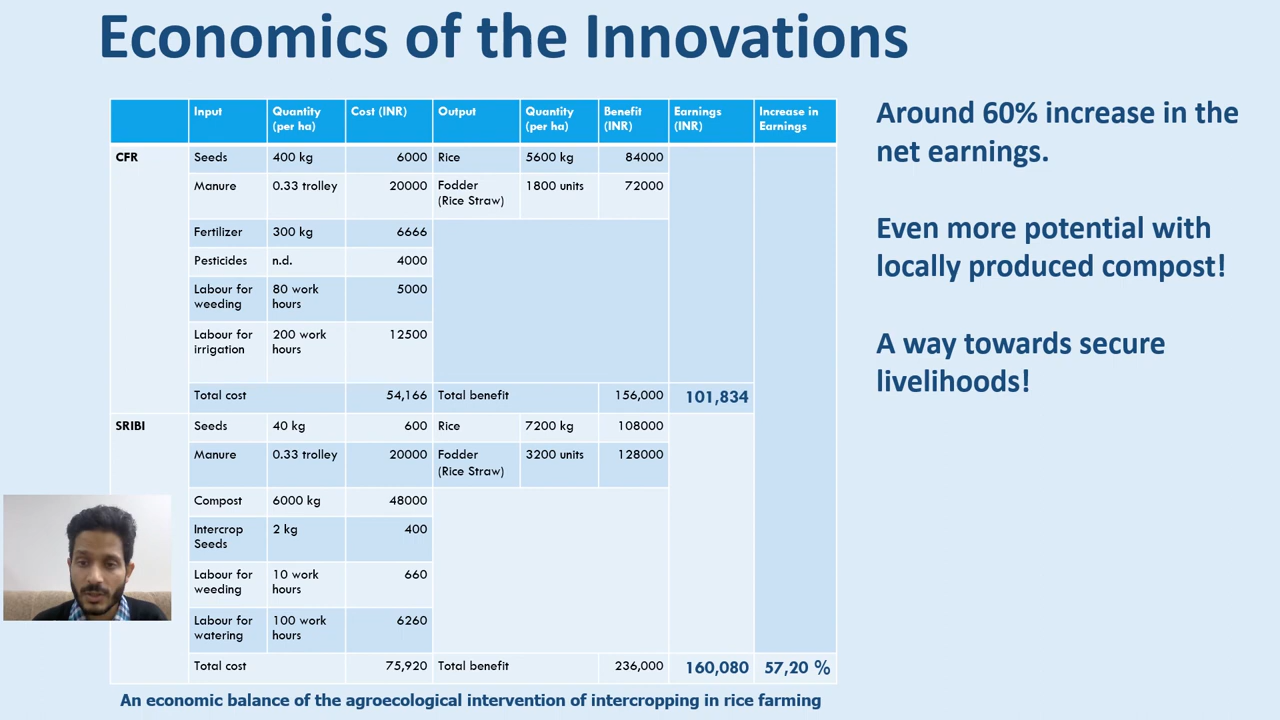 Economics of the Innovations
Input Quantity (per ha) Cost (INR) Output Quantity (per ha) Benefit (INR) Earnings (INR) Increase in Earnings
CFR Seeds 400 kg 6000 Rice 5600 kg 84000
Manure 0.33 trolley 20000 Fodder (Rice Straw) 1800 units 72000
Fertilizer 300 kg 6666
Pesticides n.d. 4000
Labour for weeding 80 work hours 5000
Labour for irrigation 200 work hours 12500
Total cost 54,166 Total benefit 156,000 101,834
SRIBI Seeds 40 kg 600 Rice 7200 kg 108000
Manure 0.33 trolley 20000 Fodder (Rice Straw) 3200 units 128000
Compost 6000 kg 48000
Intercrop Seeds 2 kg 400
Labour for weeding 10 work hours 660
Labour for watering 100 work hours 6260
Total cost 75,920 Total benefit 236,000 160,080 57,20 %
An economic balance of the agroecological intervention of intercropping in rice farming
Around 60% increase in the
net earnings.
Even more potential with
locally produced compost!
A way towards secure
livelihoods!